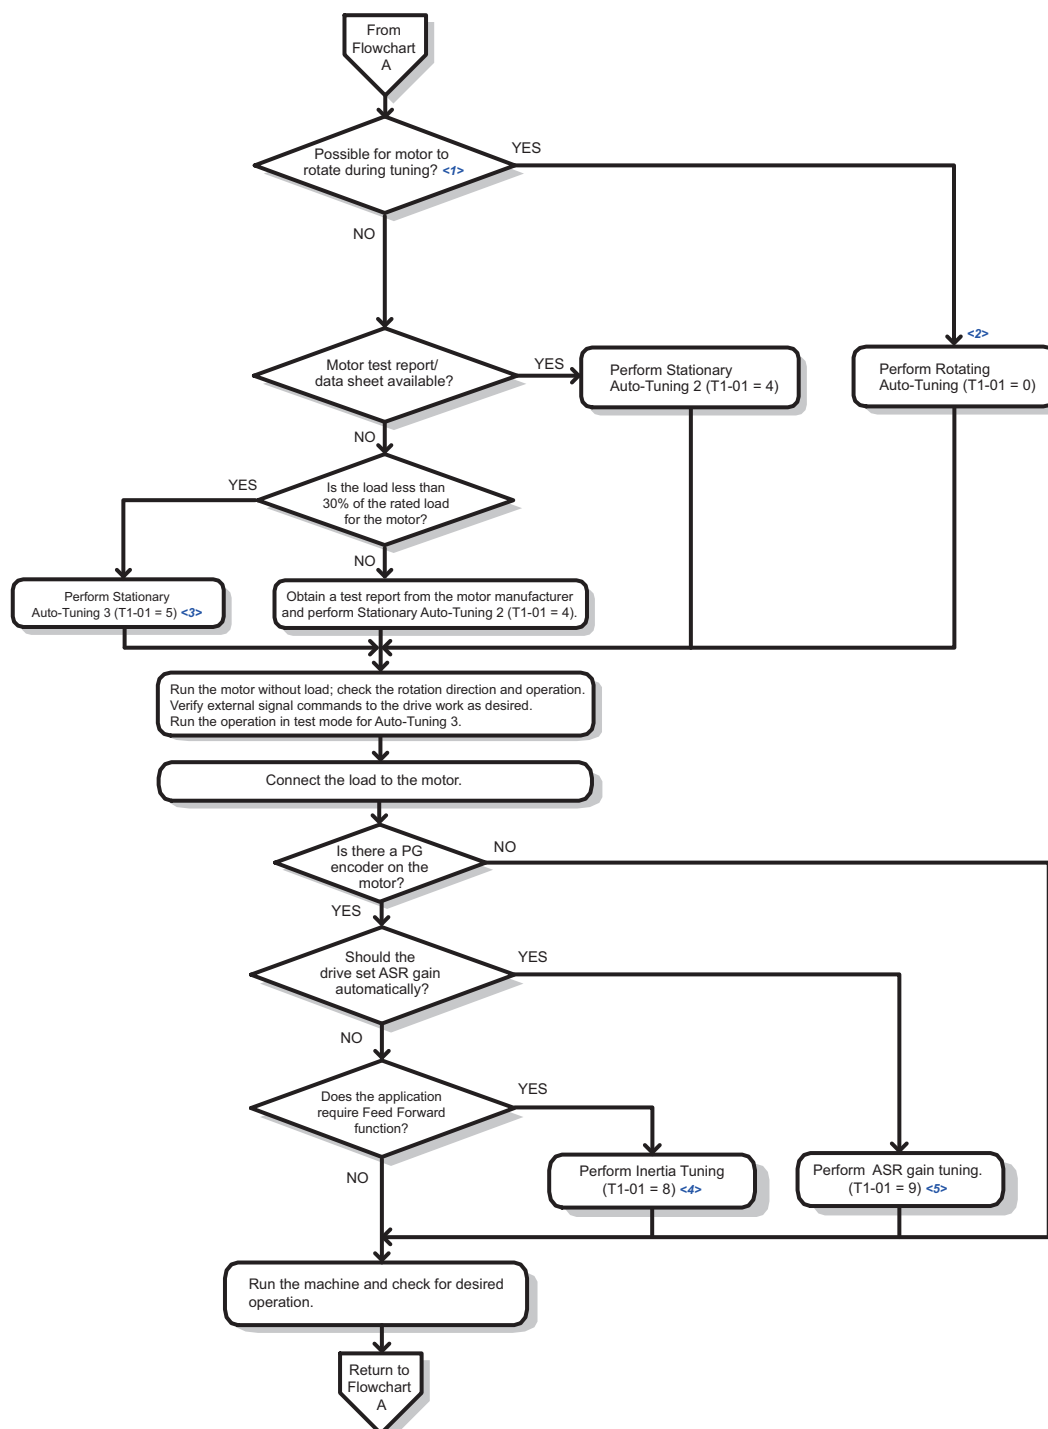 From
Flowchart
A
Possible for motor to
rotate during tuning? <1>
YES
NO
<2>
Motor test report/
data sheet available?
YES
Perform Stationary
Auto-Tuning 2 (T1-01 = 4)
Perform Rotating
Auto-Tuning (T1-01 = 0)
NO
YES
Is the load less than
30% of the rated load
for the motor?
NO
Perform Stationary
Auto-Tuning 3 (T1-01 = 5) <3>
Obtain a test report from the motor manufacturer
and perform Stationary Auto-Tuning 2 (T1-01 = 4).
Run the motor without load; check the rotation direction and operation.
Verify external signal commands to the drive work as desired.
Run the operation in test mode for Auto-Tuning 3.
Connect the load to the motor.
Is there a PG
encoder on the
motor?
NO
YES
Should the
drive set ASR gain
automatically?
YES
NO
Does the application
require Feed Forward
function?
YES
NO
Perform Inertia Tuning
(T1-01 = 8) <4>
Perform ASR gain tuning.
(T1-01 = 9) <5>
Run the machine and check for desired
operation.
Return to
Flowchart
A